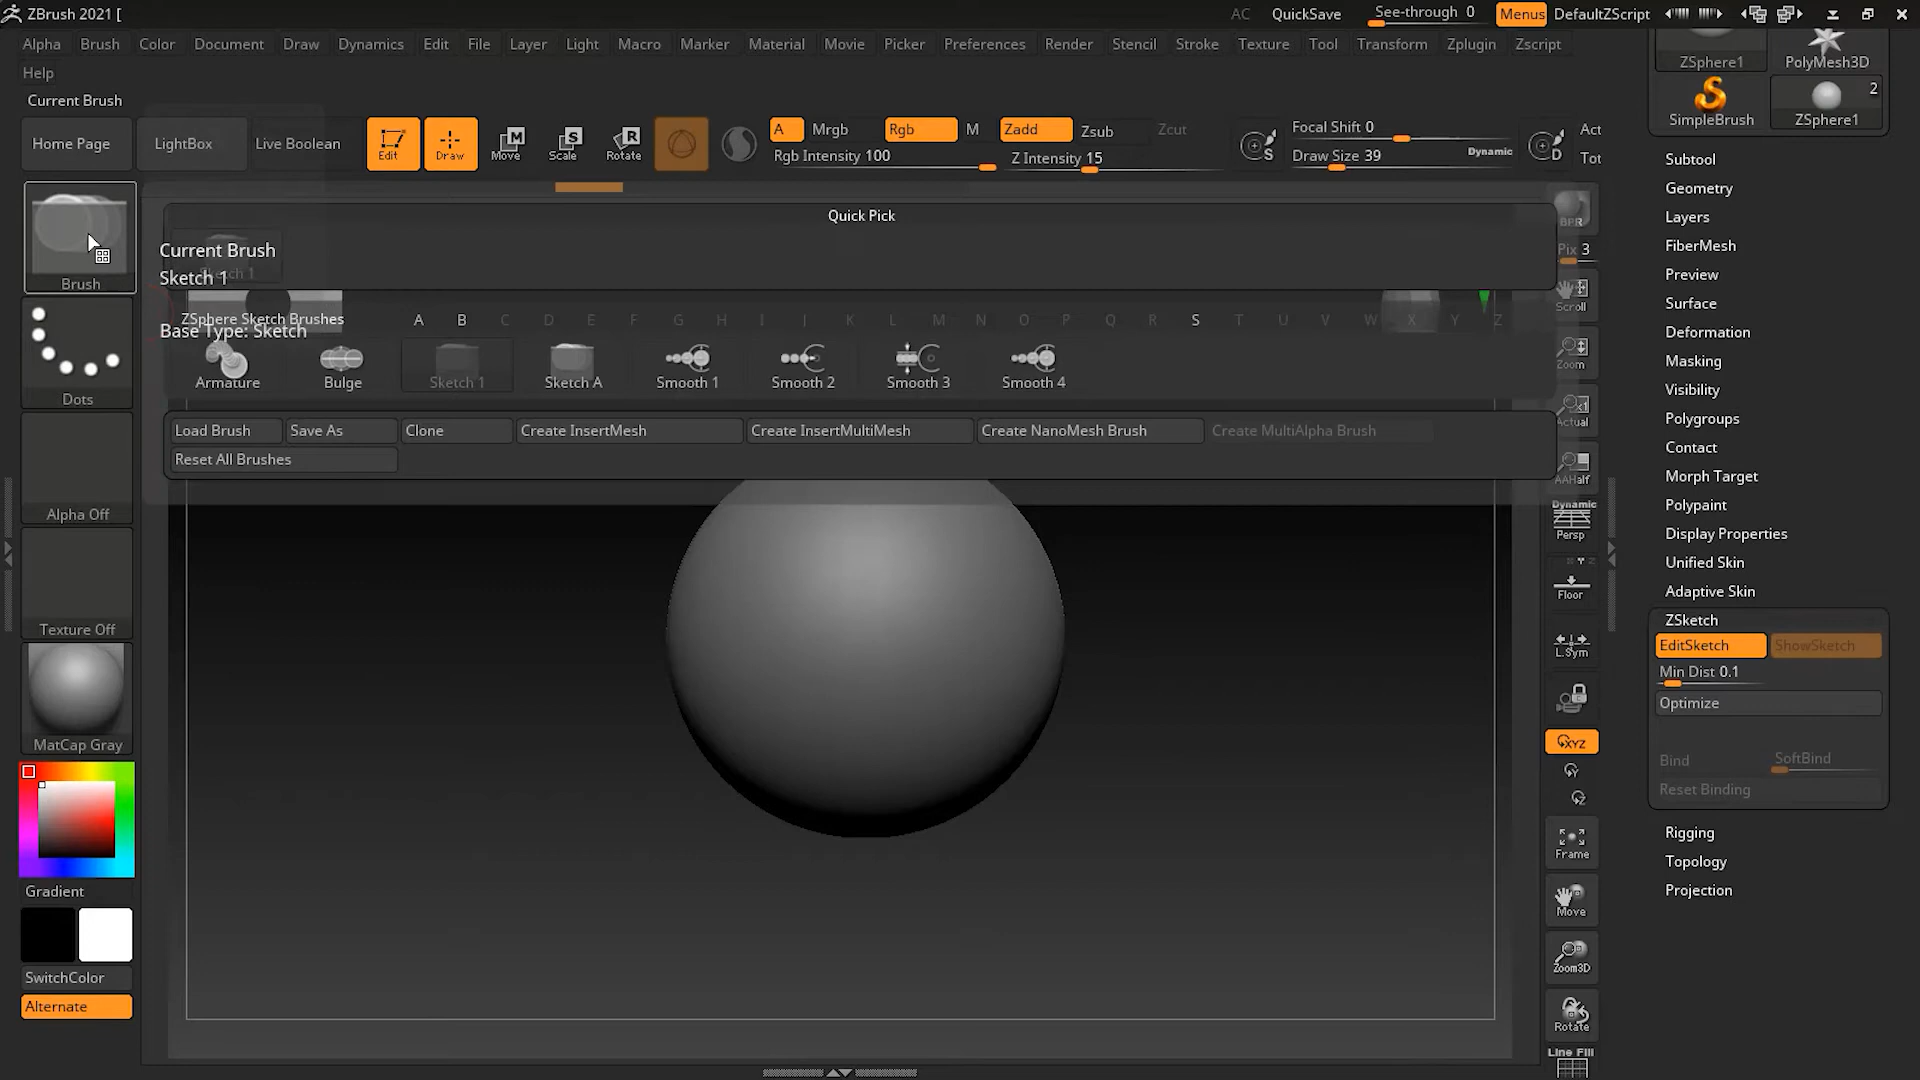 ZBrush 2021 [
AC QuickSave See-through 0 Menus DefaultZScript
Alpha Brush Color Document Draw Dynamics Edit File Layer Light Macro Marker Material Movie Picker Preferences Render Stencil Stroke Texture Tool Transform Zplugin Zscript
Help
Current Brush
Home Page LightBox Live Boolean Edit Draw Move Scale Rotate
M S R
A Mrgb Rgb M Zadd Zsub Zcut
Rgb Intensity 100 Z Intensity 15
S Focal Shift 0
Draw Size 39 Dynamic D
Act
Tot
ZSphere1 PolyMesh3D
SimpleBrush 2 ZSphere1
Brush
Dots
Alpha Off
Texture Off
MatCap Gray
Gradient
SwitchColor
Alternate
Quick Pick
Current Brush
Sketch 1
Sketch 1
ZSphere Sketch Brushes A B C D E F G H I J K L M N O P Q R S T U V W X Y Z
Base Type: Sketch
Armature Bulge Sketch 1 Sketch A Smooth 1 Smooth 2 Smooth 3 Smooth 4
Load Brush Save As Clone Create InsertMesh Create InsertMultiMesh Create NanoMesh Brush Create MultiAlpha Brush
Reset All Brushes
BPR
SPix 3
Scroll
Zoom
Actual
AAHalf
Dynamic
Persp
Floor
L.Sym
XYZ
Y
Z
Frame
Move
Zoom3D
Rotate
Line Fill
Subtool
Geometry
Layers
FiberMesh
Preview
Surface
Deformation
Masking
Visibility
Polygroups
Contact
Morph Target
Polypaint
Display Properties
Unified Skin
Adaptive Skin
ZSketch
EditSketch ShowSketch
Min Dist 0.1
Optimize
Bind SoftBind
Reset Binding
Rigging
Topology
Projection